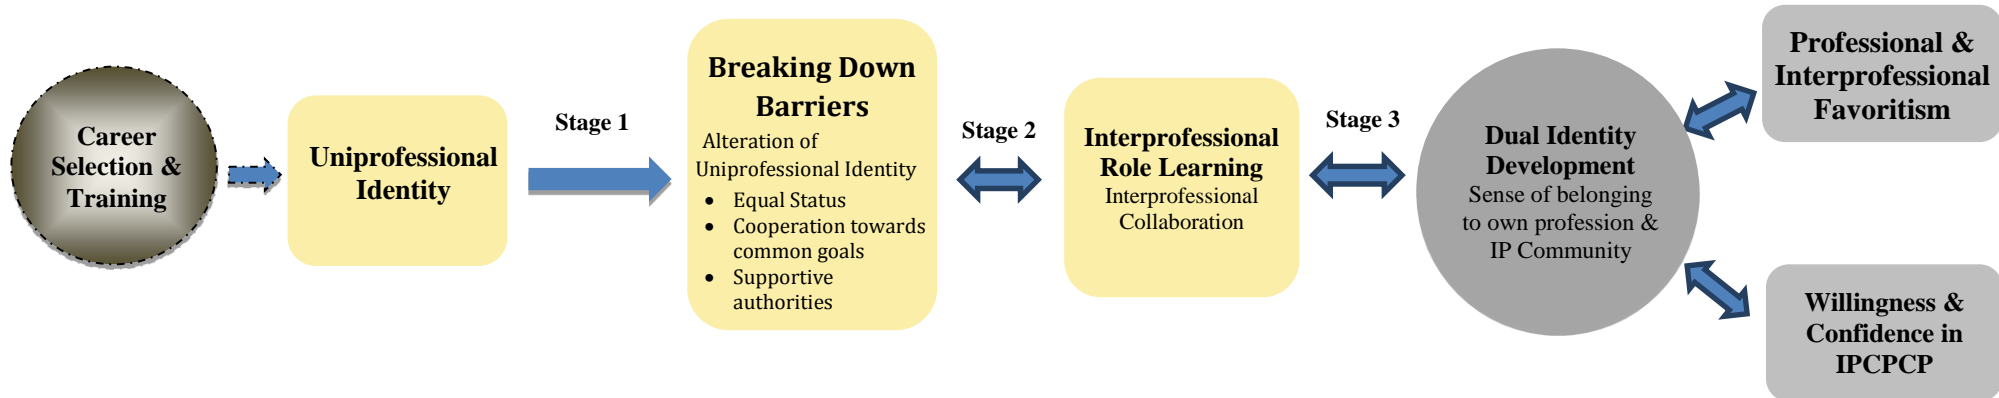 Career
Selection &
Training
Uniprofessional
Identity
Stage 1
Breaking Down
Barriers
Alteration of
Uniprofessional Identity
• Equal Status
• Cooperation towards
common goals
• Supportive
authorities
Stage 2
Interprofessional
Role Learning
Interprofessional
Collaboration
Stage 3
Dual Identity
Development
Sense of belonging
to own profession &
IP Community
Professional &
Interprofessional
Favoritism
Willingness &
Confidence in
IPCPCP